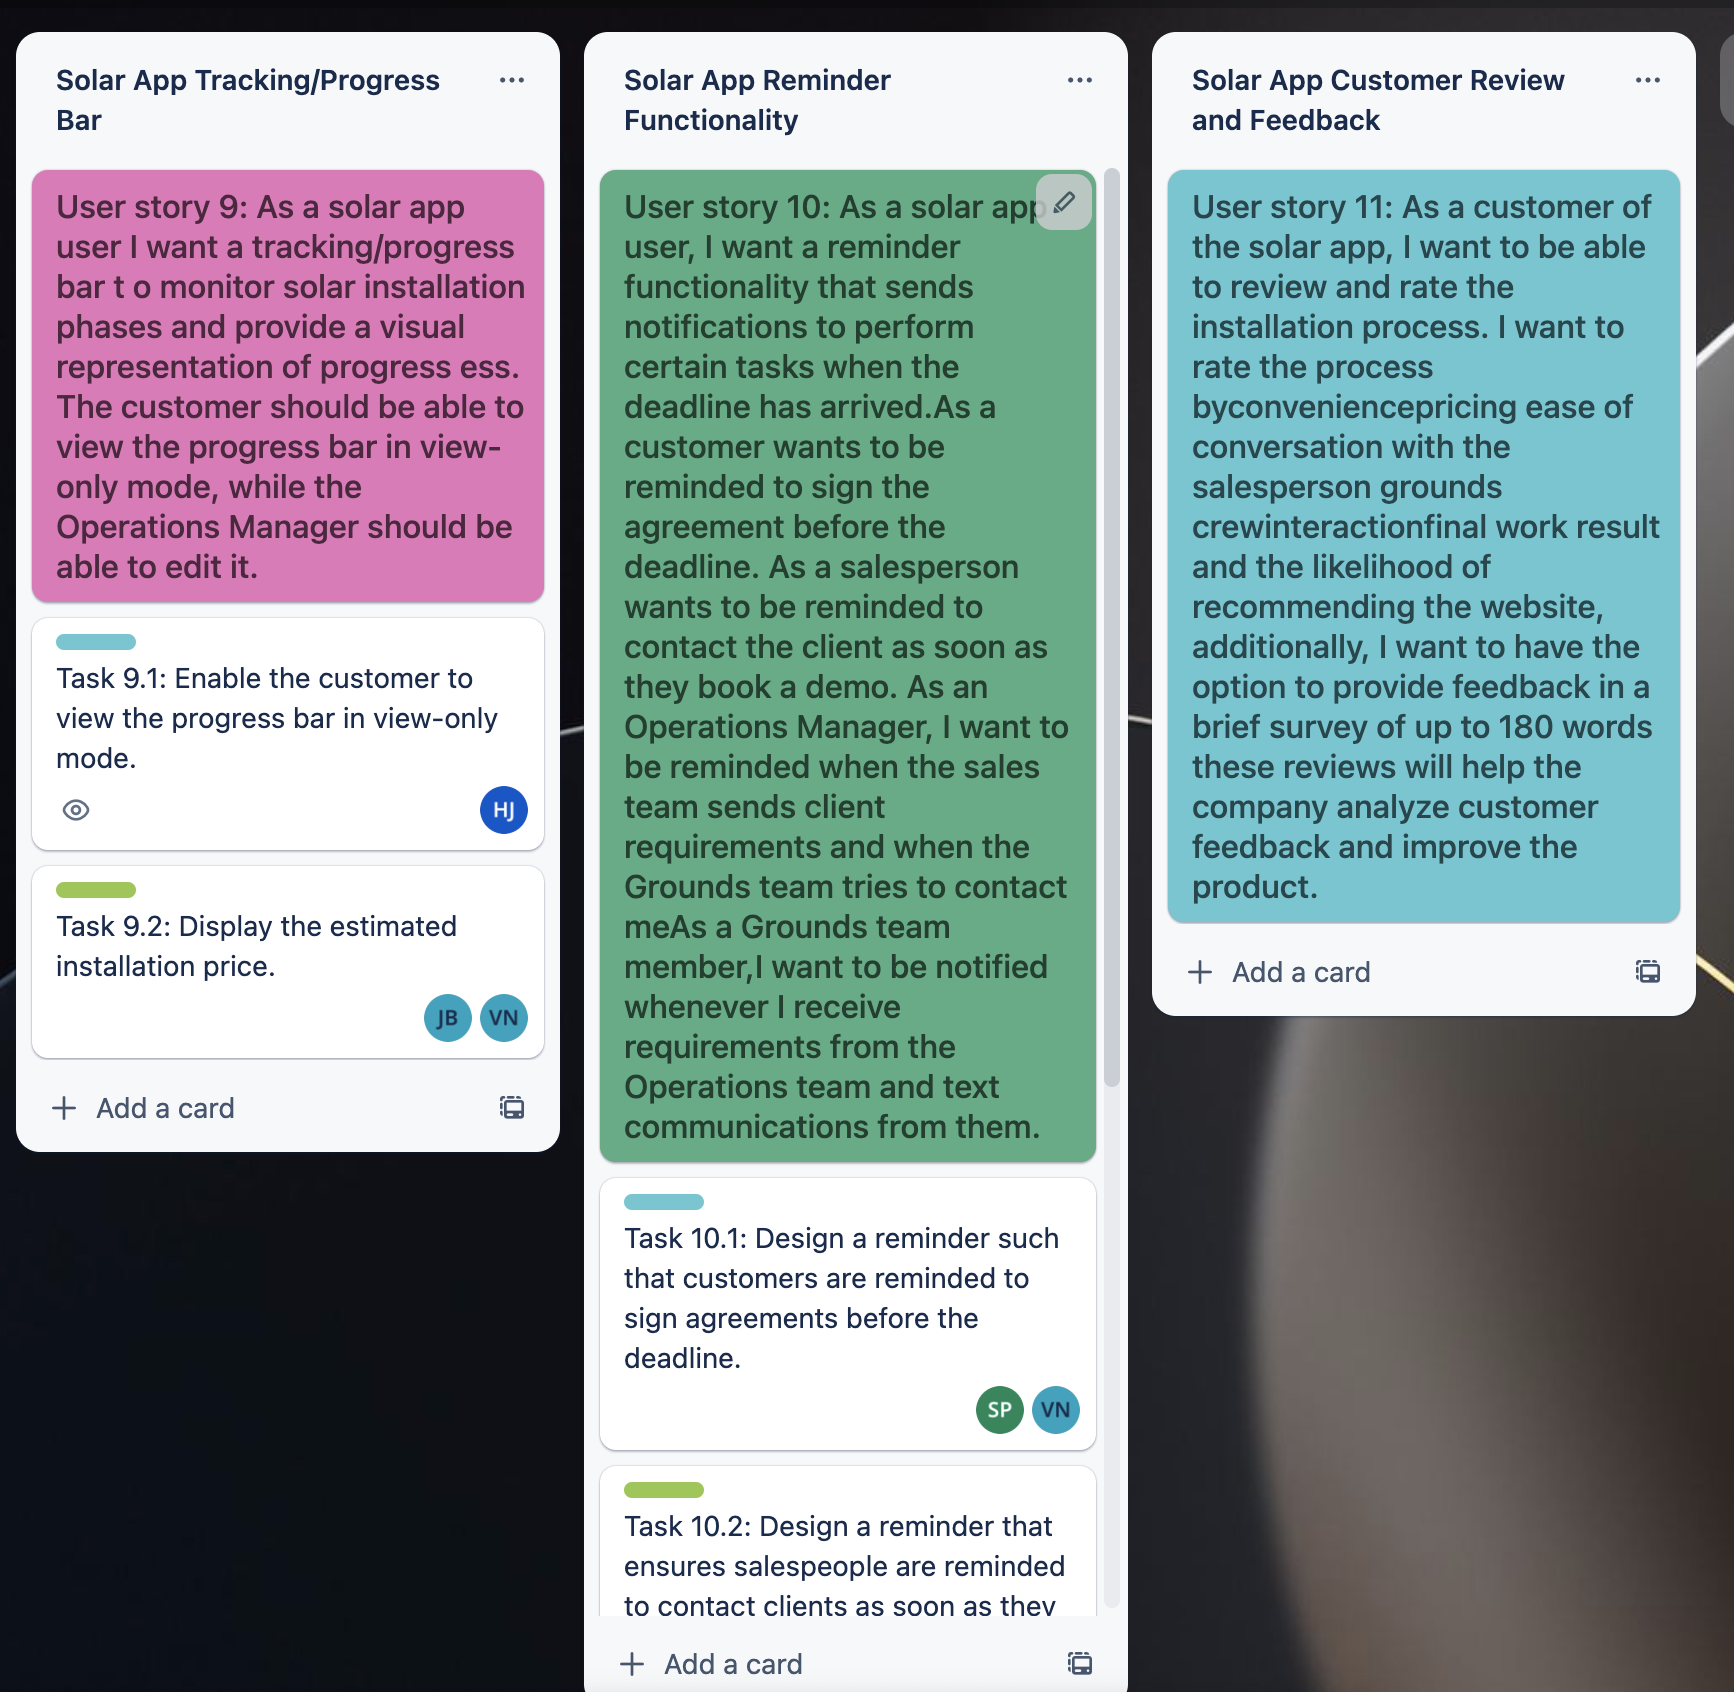 Solar App Tracking/Progress
Bar
User story 9: As a solar app
user I want a tracking/progress
bar t o monitor solar installation
phases and provide a visual
representation of progress ess.
The customer should be able to
view the progress bar in view-
only mode, while the
Operations Manager should be
able to edit it.
Task 9.1: Enable the customer to
view the progress bar in view-only
mode.
HJ
Task 9.2: Display the estimated
installation price.
JB VN
Add a card
Solar App Reminder
Functionality
User story 10: As a solar app
user, I want a reminder
functionality that sends
notifications to perform
certain tasks when the
deadline has arrived.As a
customer wants to be
reminded to sign the
agreement before the
deadline. As a salesperson
wants to be reminded to
contact the client as soon as
they book a demo. As an
Operations Manager, I want to
be reminded when the sales
team sends client
requirements and when the
Grounds team tries to contact
meAs a Grounds team
member,I want to be notified
whenever I receive
requirements from the
Operations team and text
communications from them.
Task 10.1: Design a reminder such
that customers are reminded to
sign agreements before the
deadline.
SP VN
Task 10.2: Design a reminder that
ensures salespeople are reminded
to contact clients as soon as they
Add a card
Solar App Customer Review
and Feedback
User story 11: As a customer of
the solar app, I want to be able
to review and rate the
installation process. I want to
rate the process
byconveniencepricing ease of
conversation with the
salesperson grounds
crewinteractionfinal work result
and the likelihood of
recommending the website,
additionally, I want to have the
option to provide feedback in a
brief survey of up to 180 words
these reviews will help the
company analyze customer
feedback and improve the
product.
Add a card